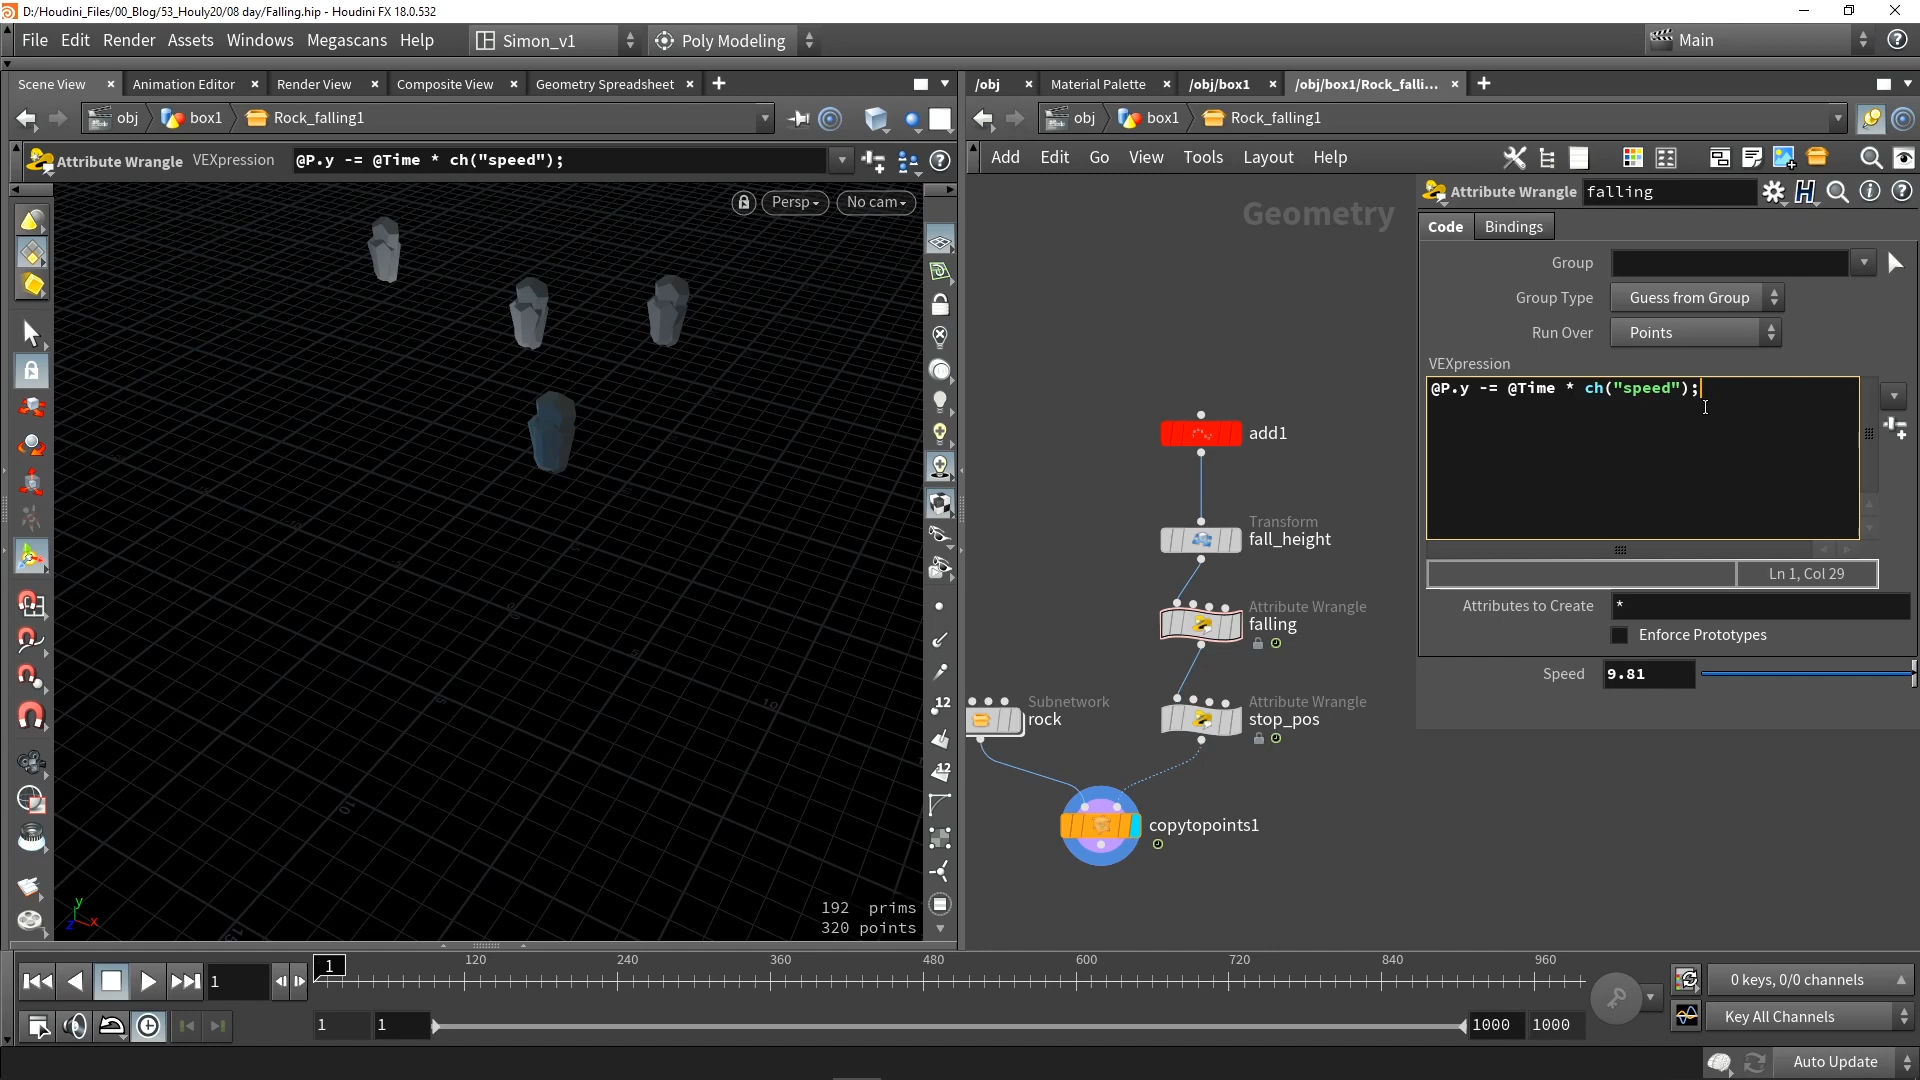 D:/Houdini_Files/00_Blog/53_Houly20/08 day/Falling.hip - Houdini FX 18.0.532
File Edit Render Assets Windows Megascans Help Simon_v1 Poly Modeling Main
Scene View Animation Editor Render View Composite View Geometry Spreadsheet
/obj Material Palette /obj/box1 /obj/box1/Rock_falli...
obj box1 Rock_falling1
obj box1 Rock_falling1
Attribute Wrangle VEXpression @P.y -= @Time * ch("speed");
Add Edit Go View Tools Layout Help
Persp No cam
Geometry
Attribute Wrangle falling
Code Bindings
Group
Group Type Guess from Group
Run Over Points
VEXpression
@P.y -= @Time * ch("speed");
Ln 1, Col 29
Attributes to Create *
Enforce Prototypes
Speed 9.81
add1
Transform
fall_height
Attribute Wrangle
falling
Subnetwork
rock
Attribute Wrangle
stop_pos
copytopoints1
12
12
5
10
10
15
y
x
z
192 prims
320 points
1 1 120 240 360 480 600 720 840 960
0 keys, 0/0 channels
1 1 1000 1000
Key All Channels
Auto Update